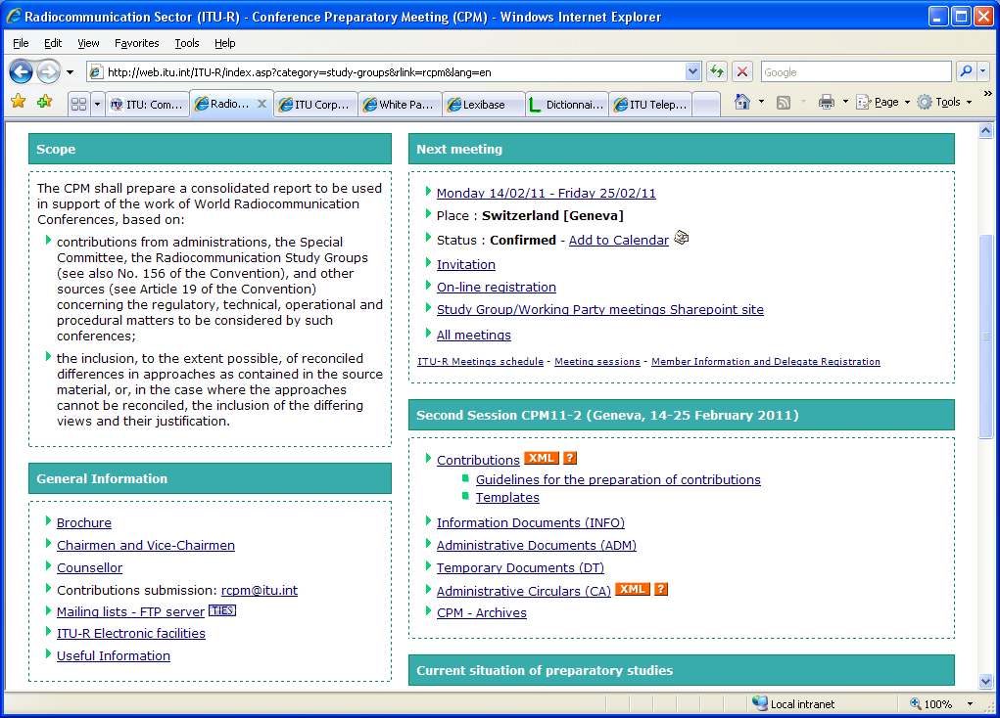 Radiocommunication Sector (ITU-R) - Conference Preparatory Meeting (CPM) - Windows Internet Explorer
File Edit View Favorites Tools Help
http://web.itu.int/ITU-R/index.asp?category=study-groups&rlink=rcpm&lang=en
Google
ITU: Com...
Radio...
ITU Corp...
White Pa...
Lexibase
Dictionnai...
ITU Telep...
Page
Tools
Scope
The CPM shall prepare a consolidated report to be used
in support of the work of World Radiocommunication
Conferences, based on:
contributions from administrations, the Special
Committee, the Radiocommunication Study Groups
(see also No. 156 of the Convention), and other
sources (see Article 19 of the Convention)
concerning the regulatory, technical, operational and
procedural matters to be considered by such
conferences;
the inclusion, to the extent possible, of reconciled
differences in approaches as contained in the source
material, or, in the case where the approaches
cannot be reconciled, the inclusion of the differing
views and their justification.
General Information
Brochure
Chairmen and Vice-Chairmen
Counsellor
Contributions submission: rcpm@itu.int
Mailing lists - FTP server TIES
ITU-R Electronic facilities
Useful Information
Next meeting
Monday 14/02/11 - Friday 25/02/11
Place : Switzerland [Geneva]
Status : Confirmed - Add to Calendar
Invitation
On-line registration
Study Group/Working Party meetings Sharepoint site
All meetings
ITU-R Meetings schedule - Meeting sessions - Member Information and Delegate Registration
Second Session CPM11-2 (Geneva, 14-25 February 2011)
Contributions XML ?
Guidelines for the preparation of contributions
Templates
Information Documents (INFO)
Administrative Documents (ADM)
Temporary Documents (DT)
Administrative Circulars (CA) XML ?
CPM - Archives
Current situation of preparatory studies
Local intranet
100%